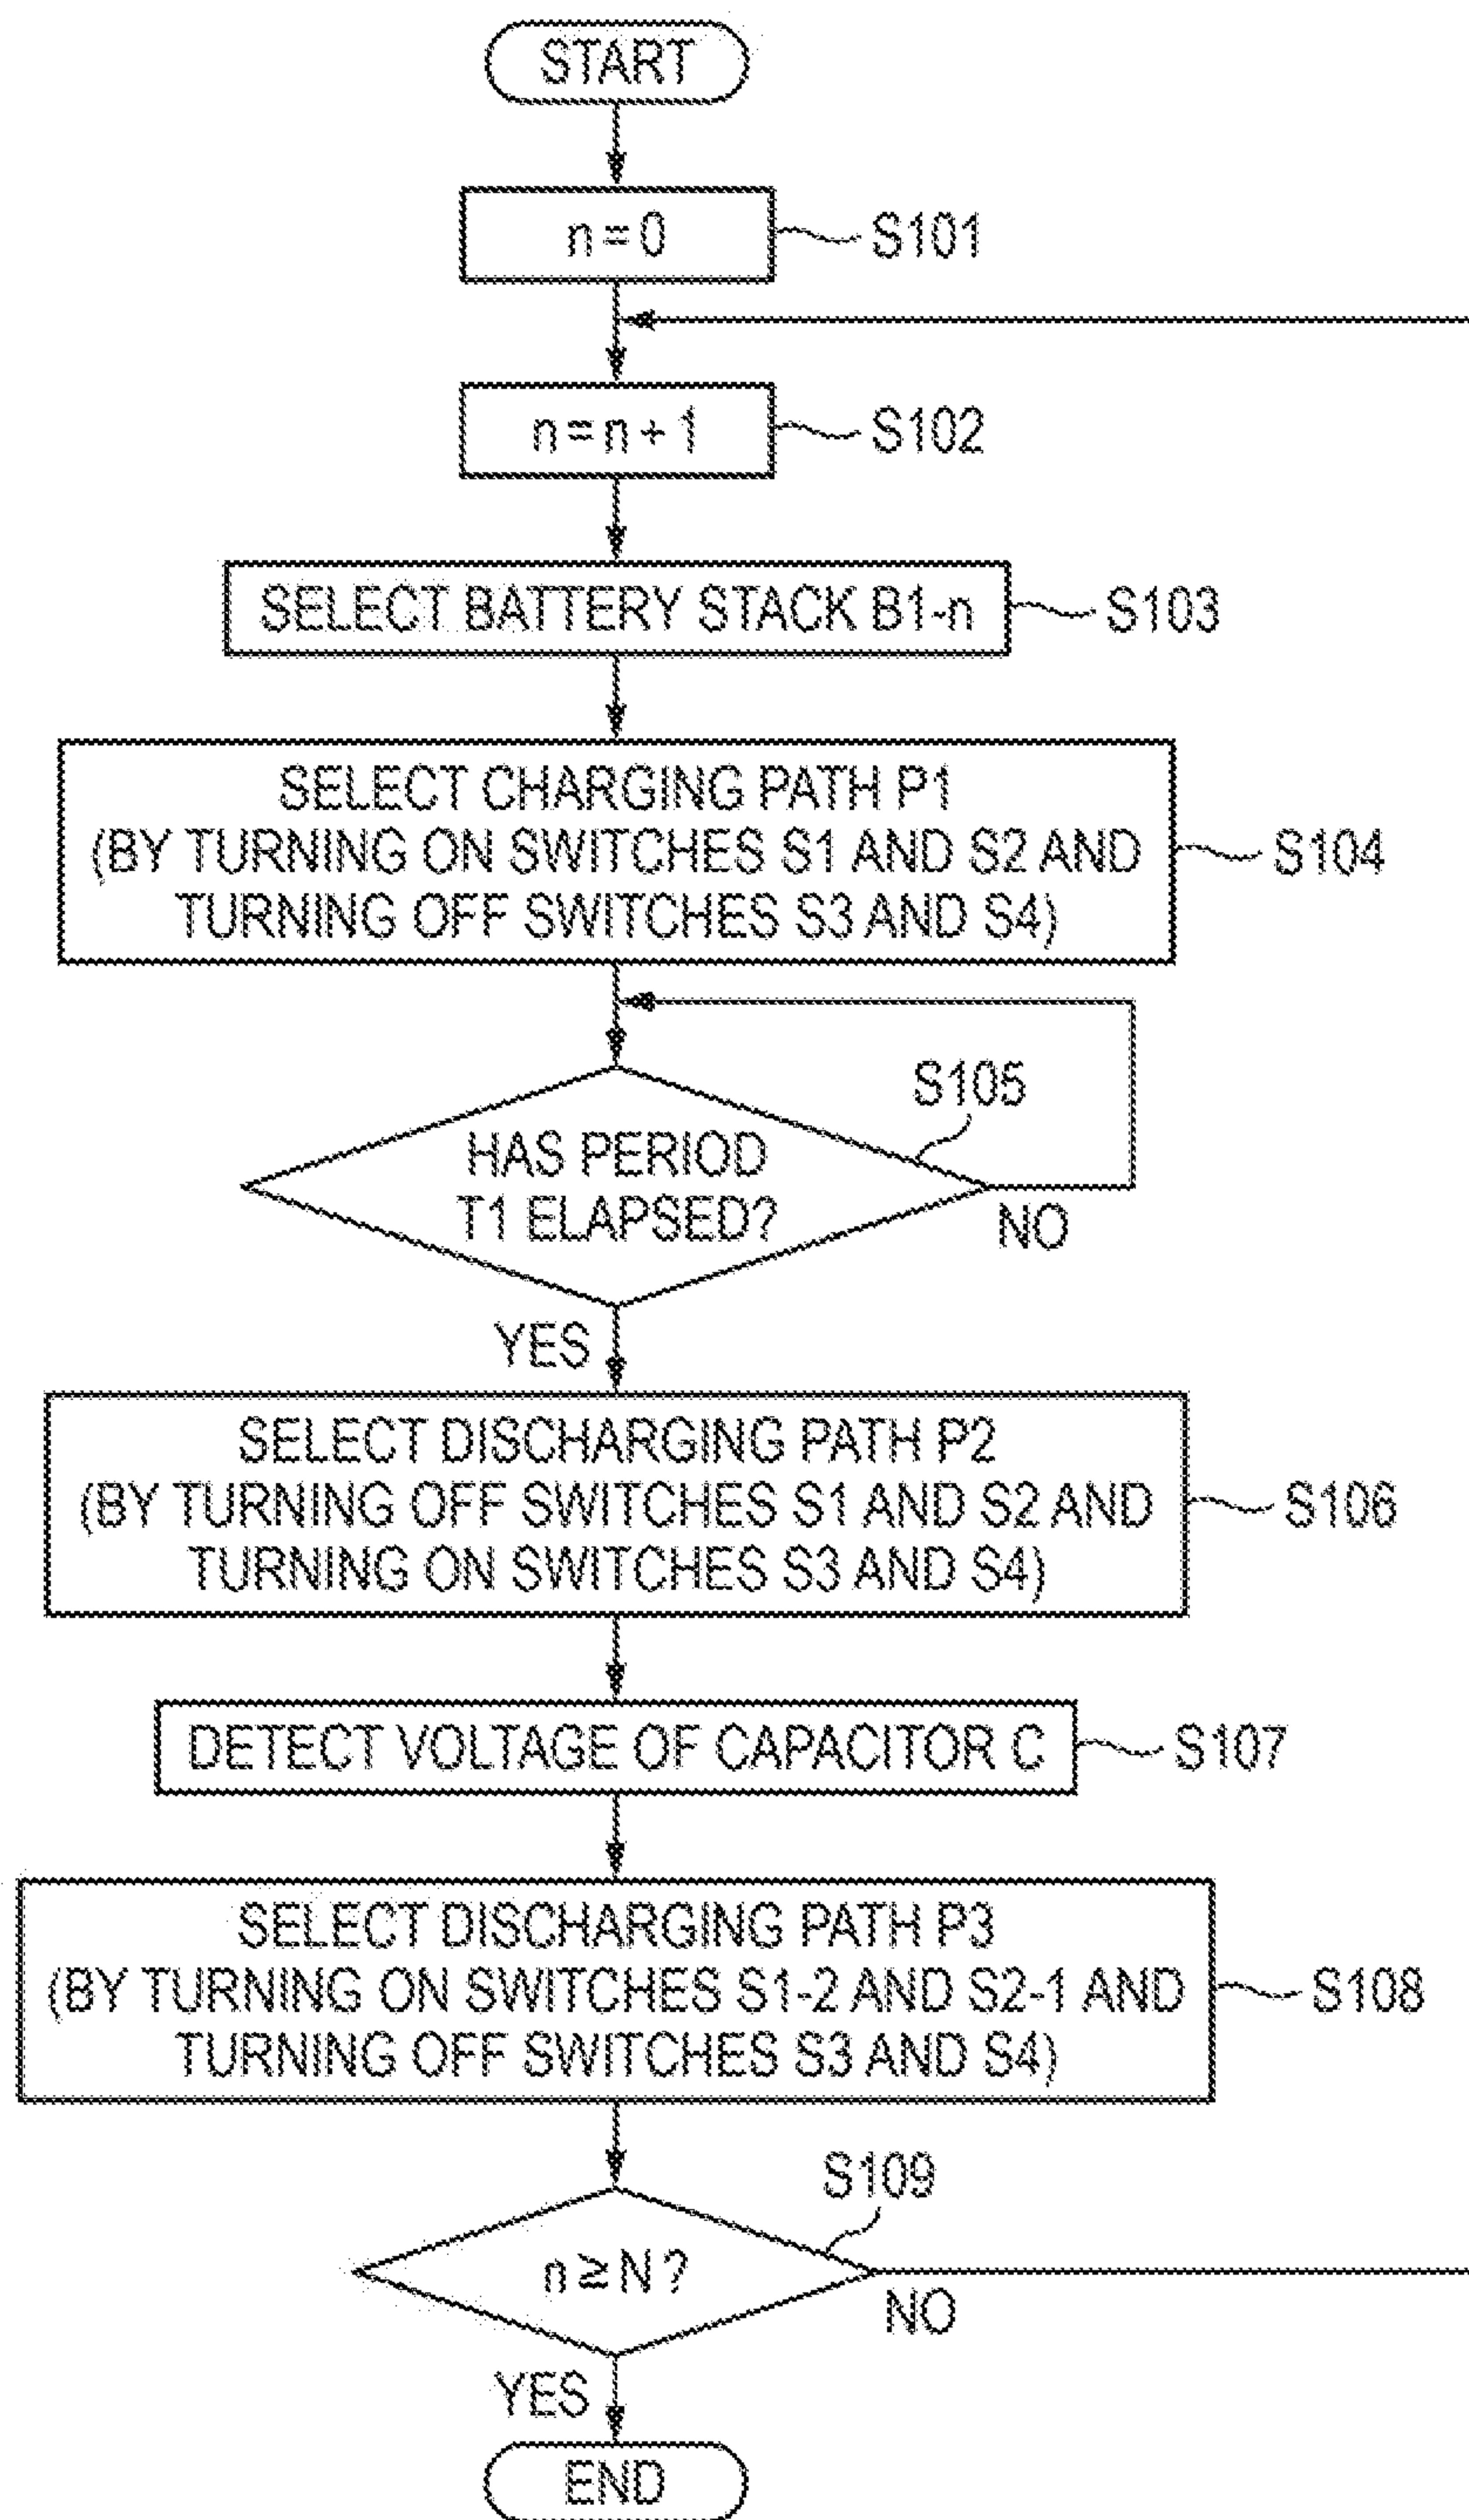 START
n=0
S101
n=n+1
S102
SELECT BATTERY STACK B1-n
S103
SELECT CHARGING PATH P1
(BY TURNING ON SWITCHES S1 AND S2 AND
TURNING OFF SWITCHES S3 AND S4)
S104
S105
HAS PERIOD
T1 ELAPSED?
NO
YES
SELECT DISCHARGING PATH P2
(BY TURNING OFF SWITCHES S1 AND S2 AND
TURNING ON SWITCHES S3 AND S4)
S106
DETECT VOLTAGE OF CAPACITOR C
S107
SELECT DISCHARGING PATH P3
(BY TURNING ON SWITCHES S1-2 AND S2-1 AND
TURNING OFF SWITCHES S3 AND S4)
S108
S109
n≧N?
NO
YES
END